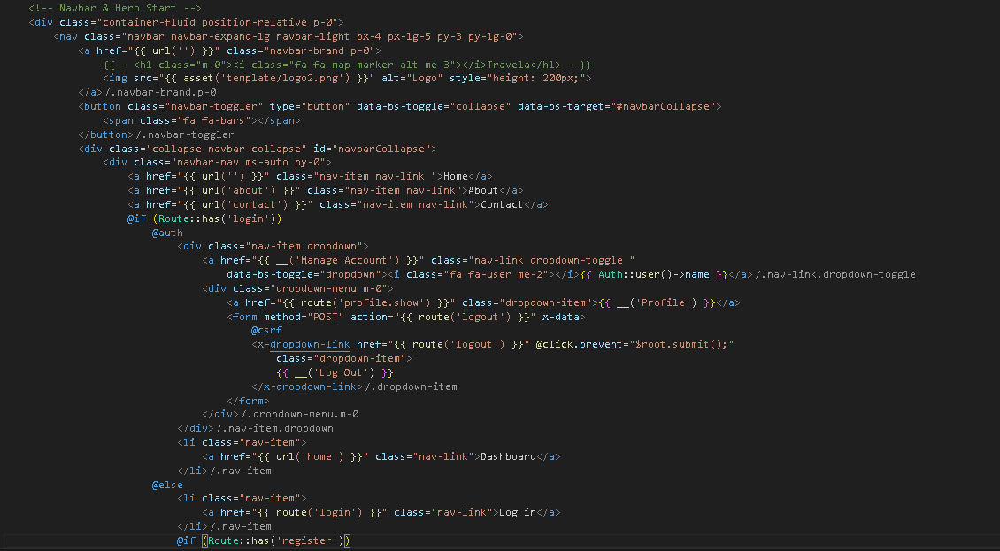 <!-- Navbar & Hero Start -->
<div class="container-fluid position-relative p-0">
<nav class="navbar navbar-expand-lg navbar-light px-4 px-lg-5 py-3 py-lg-0">
<a href="{{ url('') }}" class="navbar-brand p-0">
{{-- <h1 class="m-0"><i class="fa fa-map-marker-alt me-3"></i>Travela</h1> --}}
<img src="{{ asset('template/logo2.png') }}" alt="Logo" style="height: 200px;">
</a>/.navbar-brand.p-0
<button class="navbar-toggler" type="button" data-bs-toggle="collapse" data-bs-target="#navbarCollapse">
<span class="fa fa-bars"></span>
</button>/.navbar-toggler
<div class="collapse navbar-collapse" id="navbarCollapse">
<div class="navbar-nav ms-auto py-0">
<a href="{{ url('') }}" class="nav-item nav-link ">Home</a>
<a href="{{ url('about') }}" class="nav-item nav-link">About</a>
<a href="{{ url('contact') }}" class="nav-item nav-link">Contact</a>
@if (Route::has('login'))
@auth
<div class="nav-item dropdown">
<a href="{{ __('Manage Account') }}" class="nav-link dropdown-toggle "
data-bs-toggle="dropdown"><i class="fa fa-user me-2"></i>{{ Auth::user()->name }}</a>/.nav-link.dropdown-toggle
<div class="dropdown-menu m-0">
<a href="{{ route('profile.show') }}" class="dropdown-item">{{ __('Profile') }}</a>
<form method="POST" action="{{ route('logout') }}" x-data>
@csrf
<x-dropdown-link href="{{ route('logout') }}" @click.prevent="$root.submit();"
class="dropdown-item">
{{ __('Log Out') }}
</x-dropdown-link>/.dropdown-item
</form>
</div>/.dropdown-menu.m-0
</div>/.nav-item.dropdown
<li class="nav-item">
<a href="{{ url('home') }}" class="nav-link">Dashboard</a>
</li>/.nav-item
@else
<li class="nav-item">
<a href="{{ route('login') }}" class="nav-link">Log in</a>
</li>/.nav-item
@if (Route::has('register'))